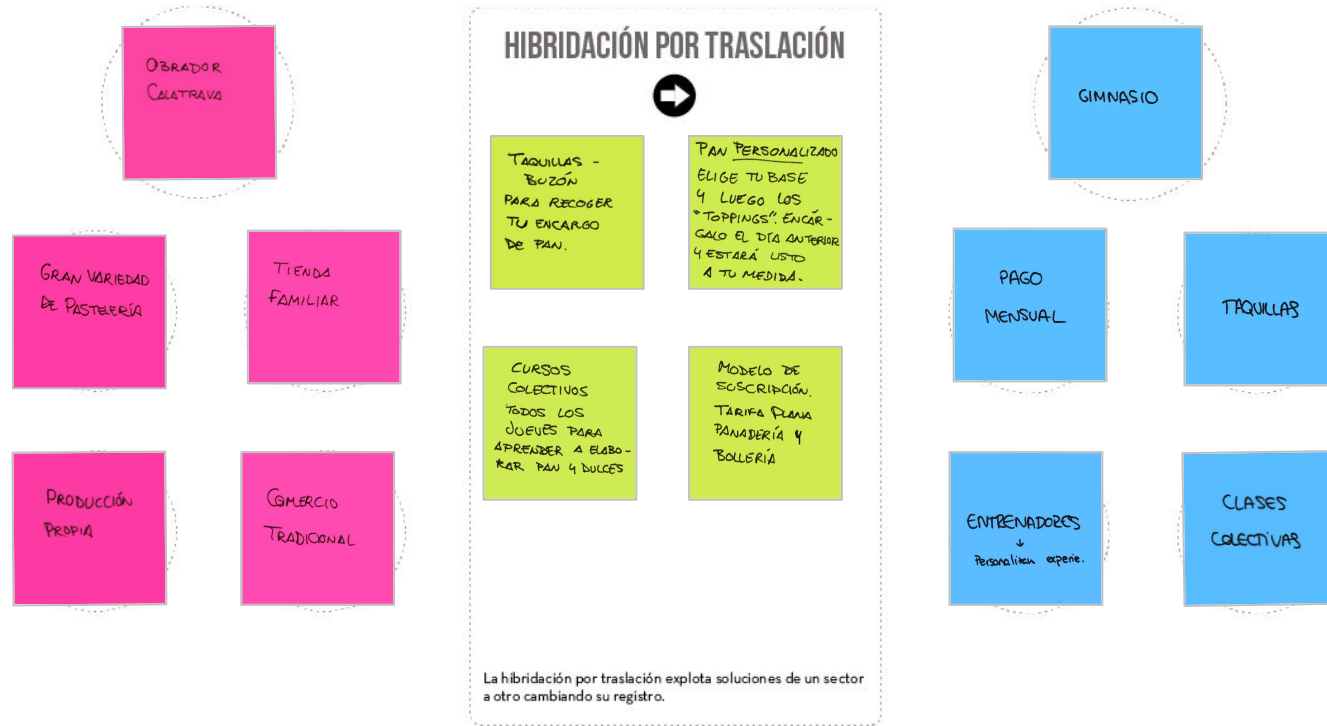 OBRADOR
CALATRAVA
GRAN VARIEDAD
DE PASTELERÍA
TIENDA
FAMILIAR
PRODUCCIÓN
PROPIA
COMERCIO
TRADICIONAL
HIBRIDACIÓN POR TRASLACIÓN
TAQUILLAS -
BUZÓN
PARA RECOGER
TU ENCARGO
DE PAN.
PAN PERSONALIZADO
ELIGE TU BASE
Y LUEGO LOS
"TOPPINGS". ENCÁR-
GALO EL DÍA ANTERIOR
Y ESTARÁ LISTO
A TU MEDIDA.
CURSOS
COLECTIVOS
TODOS LOS
JUEVES PARA
APRENDER A ELABO-
RAR PAN Y DULCES
MODELO DE
SUSCRIPCIÓN.
TARIFA PLANA
PANADERÍA Y
BOLLERÍA
La hibridación por traslación explota soluciones de un sector
a otro cambiando su registro.
GIMNASIO
PAGO
MENSUAL
TAQUILLAS
ENTRENADORES
↓
Personalizan experie.
CLASES
COLECTIVAS